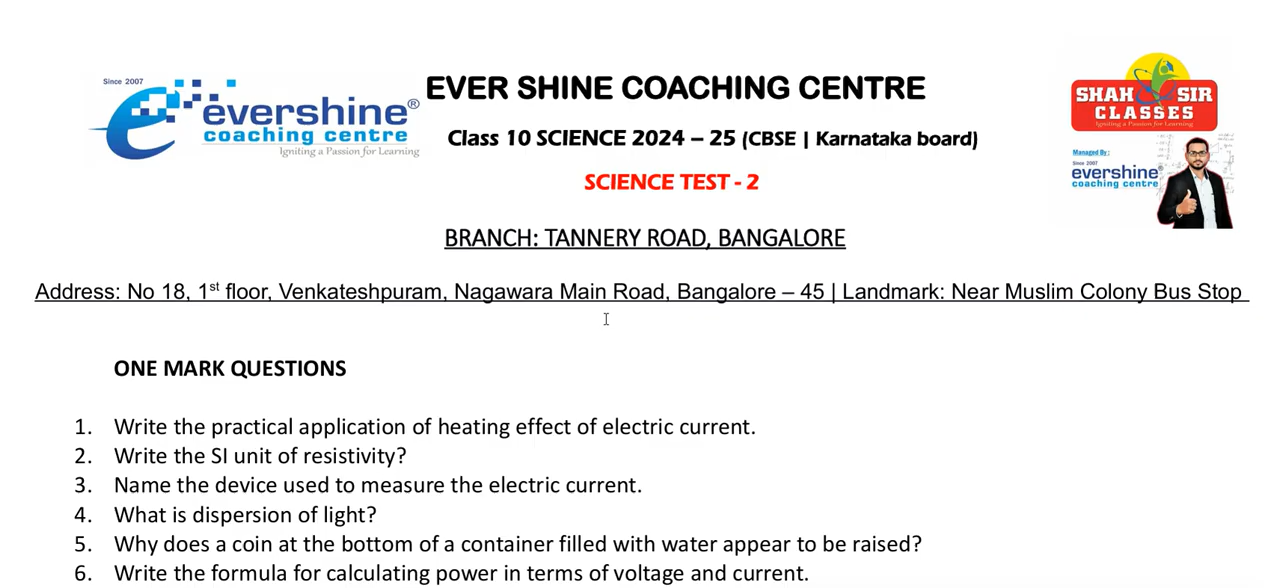 Since 2007
evershine®
coaching centre
Igniting a Passion for Learning
EVER SHINE COACHING CENTRE
Class 10 SCIENCE 2024 – 25 (CBSE | Karnataka board)
SCIENCE TEST - 2
SHAH SIR
CLASSES
Igniting a Passion for Learning
Managed By :
Since 2007
evershine®
coaching centre
BRANCH: TANNERY ROAD, BANGALORE
Address: No 18, 1st floor, Venkateshpuram, Nagawara Main Road, Bangalore – 45 | Landmark: Near Muslim Colony Bus Stop
ONE MARK QUESTIONS
1. Write the practical application of heating effect of electric current.
2. Write the SI unit of resistivity?
3. Name the device used to measure the electric current.
4. What is dispersion of light?
5. Why does a coin at the bottom of a container filled with water appear to be raised?
6. Write the formula for calculating power in terms of voltage and current.